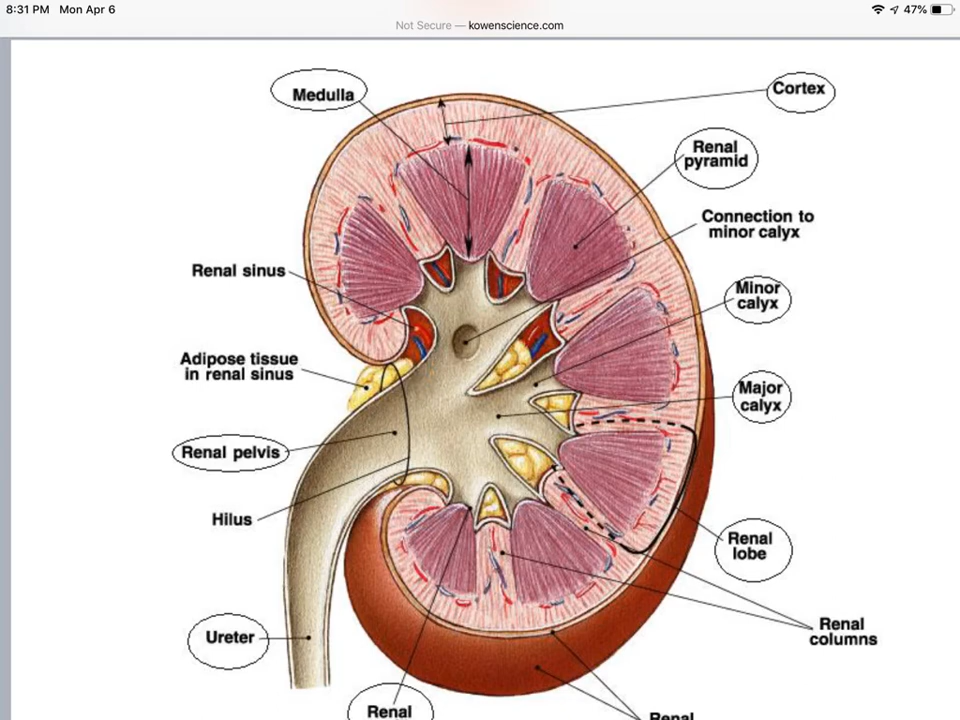 8:31 PM Mon Apr 6
47%
Not Secure — kowenscience.com
Medulla
Cortex
Renal
pyramid
Connection to
minor calyx
Renal sinus
Minor
calyx
Adipose tissue
in renal sinus
Major
calyx
Renal pelvis
Hilus
Renal
lobe
Ureter
Renal
columns
Renal
Renal